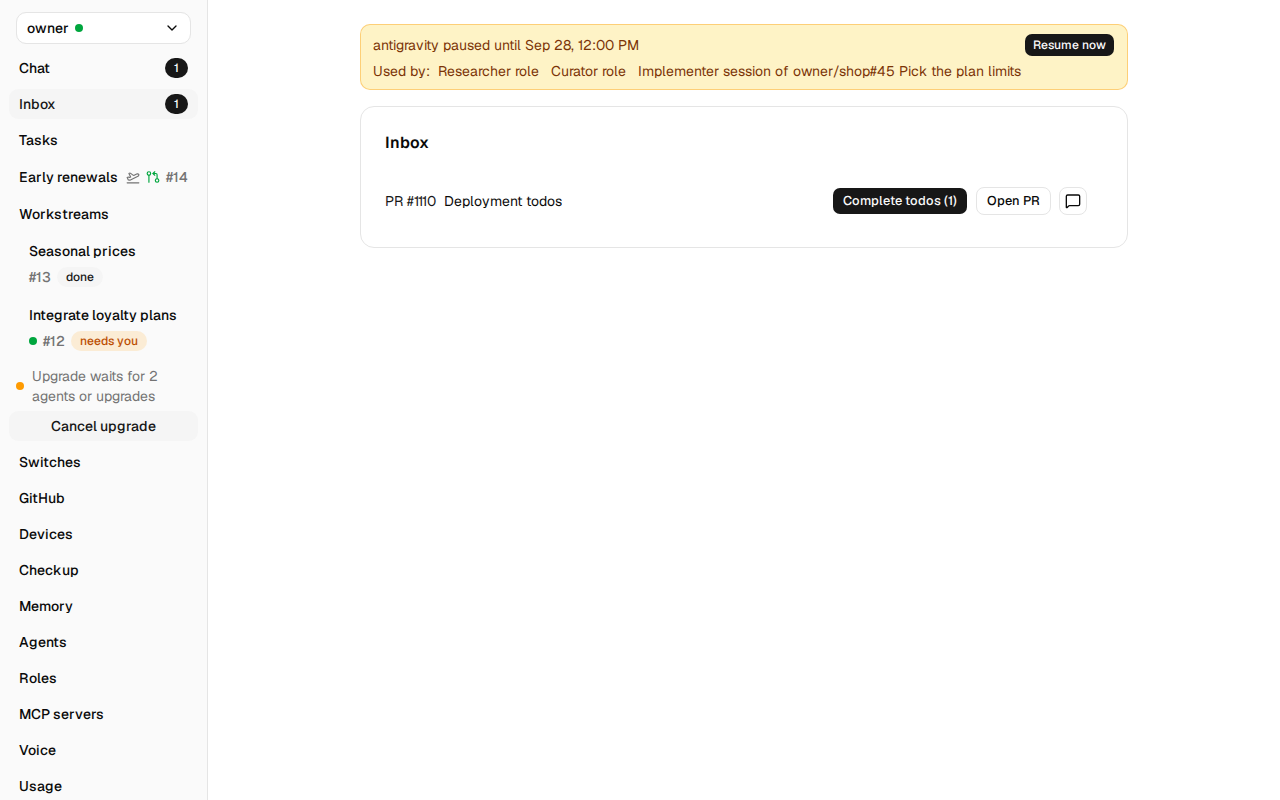 owner
Chat 1
Inbox 1
Tasks
Early renewals #14
Workstreams
Seasonal prices
#13 done
Integrate loyalty plans
#12 needs you
Upgrade waits for 2
agents or upgrades
Cancel upgrade
Switches
GitHub
Devices
Checkup
Memory
Agents
Roles
MCP servers
Voice
Usage
antigravity paused until Sep 28, 12:00 PM
Resume now
Used by: Researcher role Curator role Implementer session of owner/shop#45 Pick the plan limits
Inbox
PR #1110 Deployment todos
Complete todos (1) Open PR